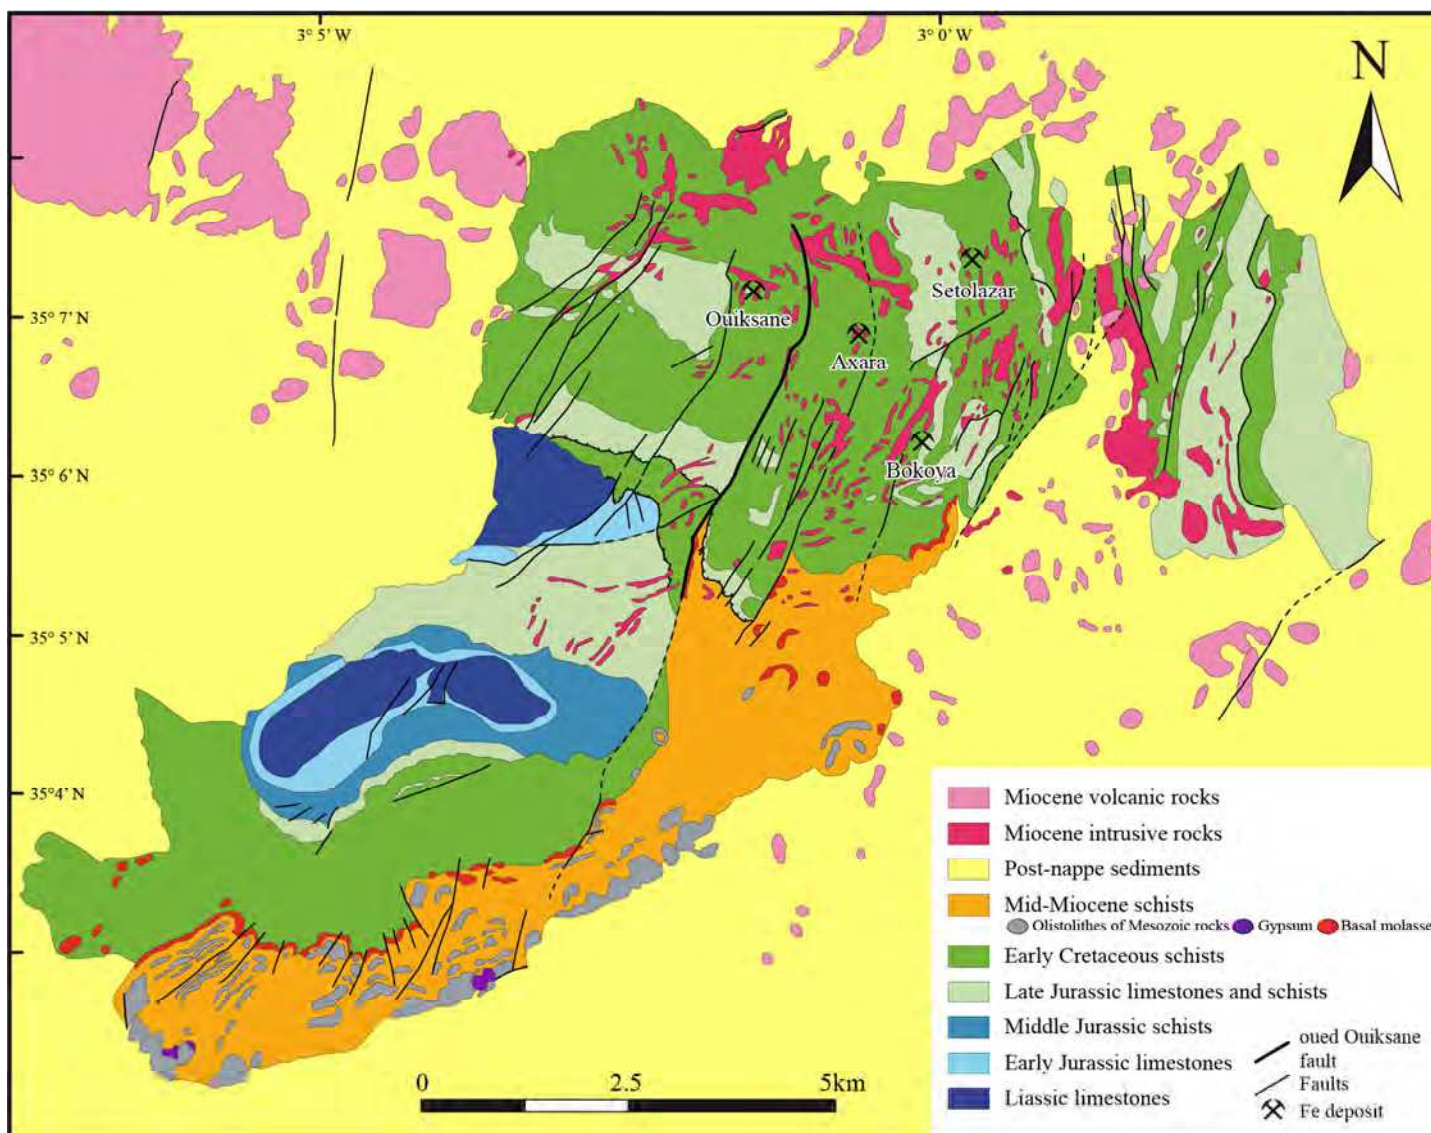 3° 5' W
3° 0' W
N
35° 7' N
Ouiksane
Setolazar
Axara
Bokoya
35° 6' N
35° 5' N
35° 4' N
Miocene volcanic rocks
Miocene intrusive rocks
Post-nappe sediments
Mid-Miocene schists
Olistolithes of Mesozoic rocks Gypsum Basal molasse
Early Cretaceous schists
Late Jurassic limestones and schists
Middle Jurassic schists
Early Jurassic limestones
Liassic limestones
oued Ouiksane
fault
Faults
Fe deposit
0 2.5 5km